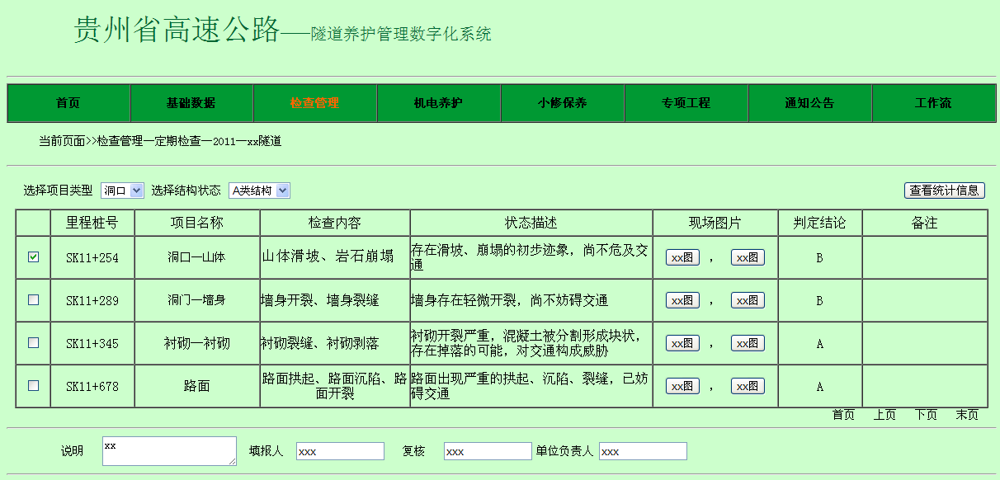 贵州省高速公路——隧道养护管理数字化系统
首页 基础数据 检查管理 机电养护 小修保养 专项工程 通知公告 工作流
当前页面>>检查管理—定期检查—2011—xx隧道
选择项目类型 洞口 选择结构状态 A类结构 查看统计信息
里程桩号 项目名称 检查内容 状态描述 现场图片 判定结论 备注
SK11+254 洞口—山体 山体滑坡、岩石崩塌 存在滑坡、崩塌的初步迹象，尚不危及交 xx图 ， xx图 B
通
SK11+289 洞门—墙身 墙身开裂、墙身裂缝 墙身存在轻微开裂，尚不妨碍交通 xx图 ， xx图 B
SK11+345 衬砌—衬砌 衬砌裂缝、衬砌剥落 衬砌开裂严重，混凝土被分割形成块状， xx图 ， xx图 A
存在掉落的可能，对交通构成威胁
SK11+678 路面 路面拱起、路面沉陷、路 路面出现严重的拱起、沉陷、裂缝，已妨 xx图 ， xx图 A
面开裂 碍交通
首页 上页 下页 末页
说明 xx 填报人 xxx 复核 xxx 单位负责人 xxx